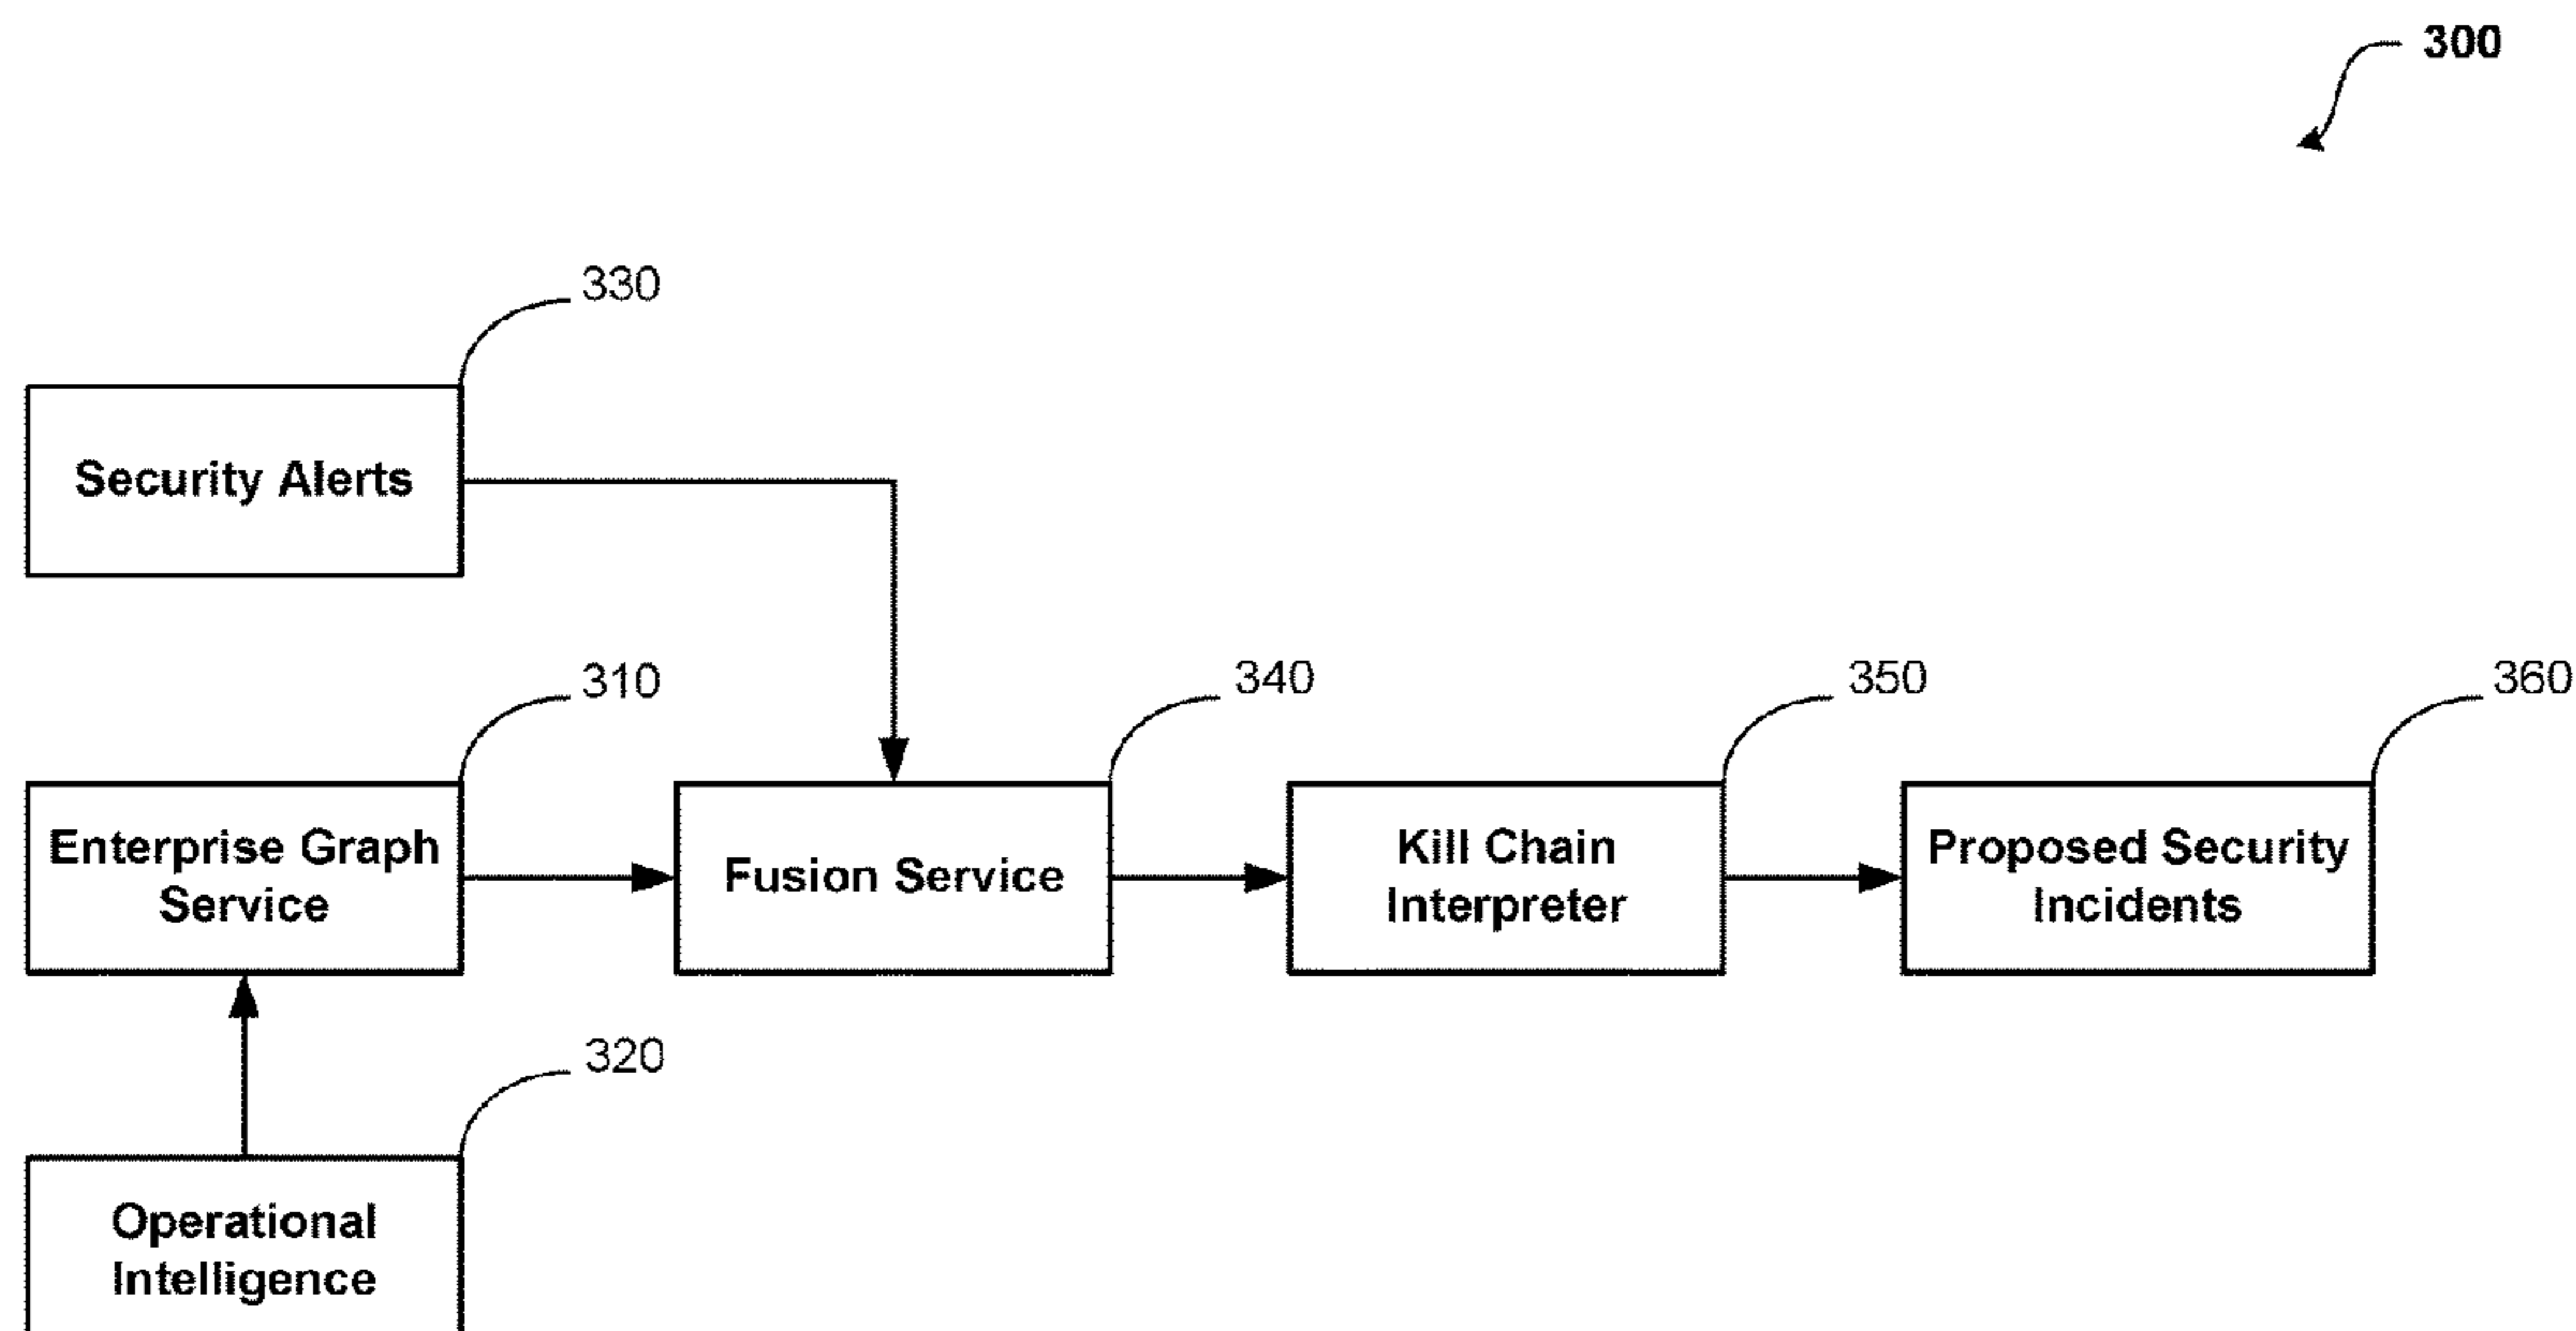 300
330
Security Alerts
310
340
350
360
Enterprise Graph
Service
Fusion Service
Kill Chain
Interpreter
Proposed Security
Incidents
320
Operational
Intelligence